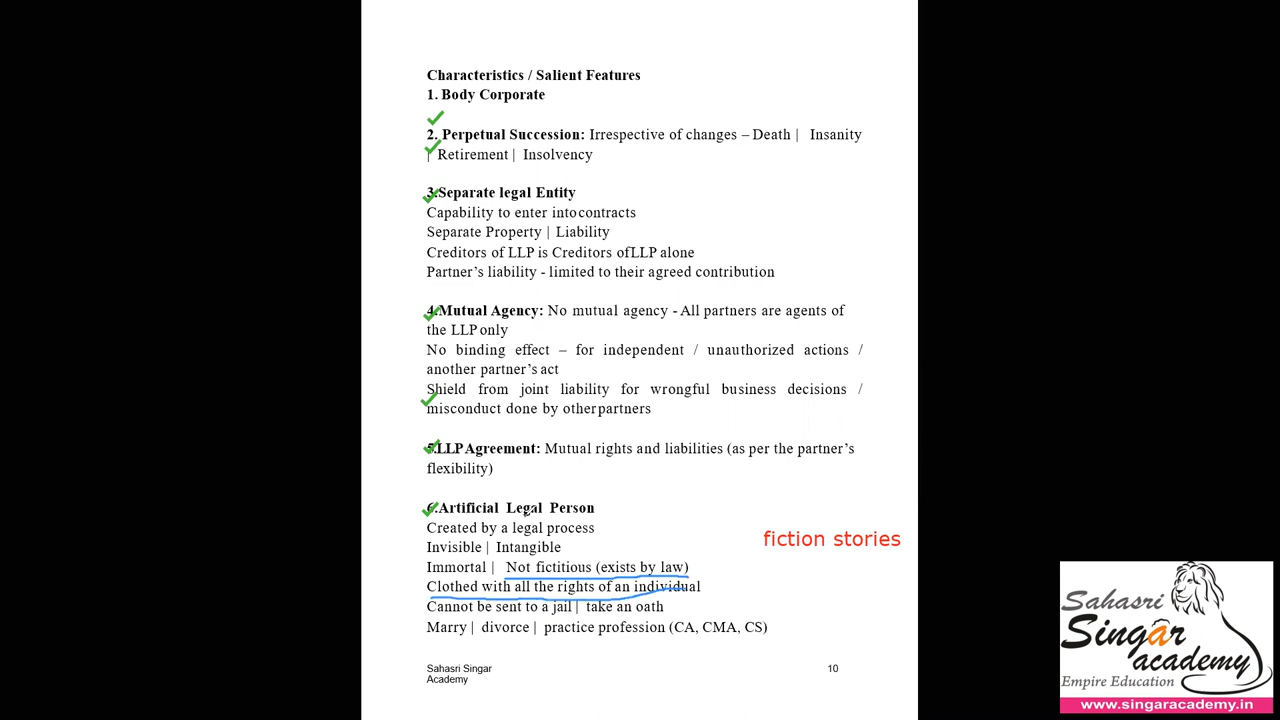 Characteristics / Salient Features
1. Body Corporate
2. Perpetual Succession: Irrespective of changes – Death | Insanity
| Retirement | Insolvency
3.Separate legal Entity
Capability to enter into contracts
Separate Property | Liability
Creditors of LLP is Creditors of LLP alone
Partner's liability - limited to their agreed contribution
4.Mutual Agency: No mutual agency - All partners are agents of
the LLP only
No binding effect – for independent / unauthorized actions /
another partner's act
Shield from joint liability for wrongful business decisions /
misconduct done by other partners
5.LLP Agreement: Mutual rights and liabilities (as per the partner's
flexibility)
6.Artificial Legal Person
Created by a legal process
Invisible | Intangible
Immortal | Not fictitious (exists by law)
Clothed with all the rights of an individual
Cannot be sent to a jail | take an oath
Marry | divorce | practice profession (CA, CMA, CS)
fiction stories
Sahasri Singar
Academy
10
Sahasri
Singar
academy
Empire Education
www.singaracademy.in